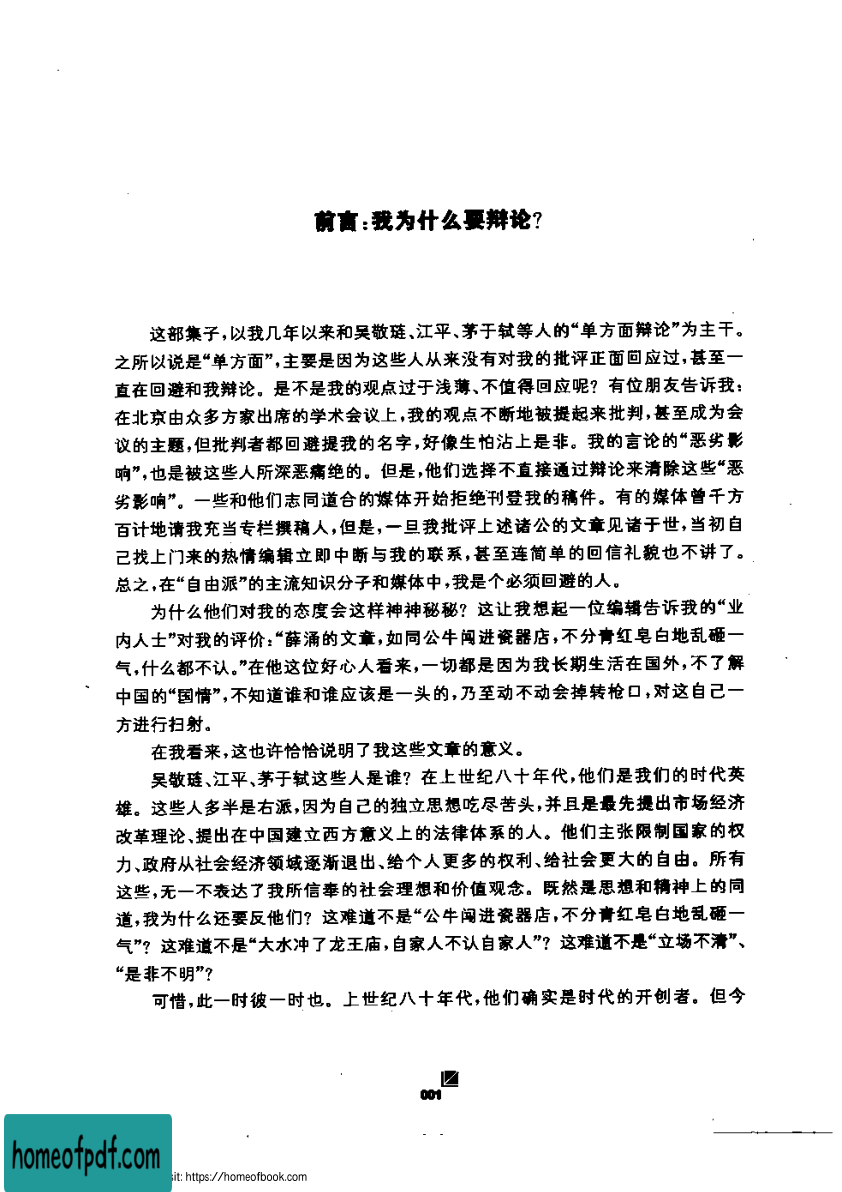 前言:我为什么要辩论?
这部集子,以我几年以来和吴敬琏、江平、茅于轼等人的“单方面辩论”为主干。
之所以说是“单方面”,主要是因为这些人从来没有对我的批评正面回应过,甚至一
直在回避和我辩论。是不是我的观点过于浅薄、不值得回应呢?有位朋友告诉我:
在北京由众多方家出席的学术会议上,我的观点不断地被提起来批判,甚至成为会
议的主题,但批判者都回避提我的名字,好像生怕沾上是非。我的言论的“恶劣影
响”,也是被这些人所深恶痛绝的。但是,他们选择不直接通过辩论来清除这些“恶
劣影响”。一些和他们志同道合的媒体开始拒绝刊登我的稿件。有的媒体曾千方
百计地请我充当专栏撰稿人,但是,一旦我批评上述诸公的文章见诸于世,当初自
己找上门来的热情编辑立即中断与我的联系,甚至连简单的回信礼貌也不讲了。
总之,在“自由派”的主流知识分子和媒体中,我是个必须回避的人。
为什么他们对我的态度会这样神神秘秘?这让我想起一位编辑告诉我的“业
内人士”对我的评价:“薛涌的文章,如同公牛闯进瓷器店,不分青红皂白地乱砸一
气,什么都不认。”在他这位好心人看来,一切都是因为我长期生活在国外,不了解
中国的“国情”,不知道谁和谁应该是一头的,乃至动不动会掉转枪口,对这自己一
方进行扫射。
在我看来,这也许恰恰说明了我这些文章的意义。
吴敬琏、江平、茅于轼这些人是谁?在上世纪八十年代,他们是我们的时代英
雄。这些人多半是右派,因为自己的独立思想吃尽苦头,并且是最先提出市场经济
改革理论、提出在中国建立西方意义上的法律体系的人。他们主张限制国家的权
力、政府从社会经济领域逐渐退出、给个人更多的权利、给社会更大的自由。所有
这些,无一不表达了我所信奉的社会理想和价值观念。既然是思想和精神上的同
道,我为什么还要反他们?这难道不是“公牛闯进瓷器店,不分青红皂白地乱砸一
气”?这难道不是“大水冲了龙王庙,自家人不认自家人”?这难道不是“立场不清”、
“是非不明”?
可惜,此一时彼一时也。上世纪八十年代,他们确实是时代的开创者。但今
001
homeofpdf.com
sit: https://homeofbook.com